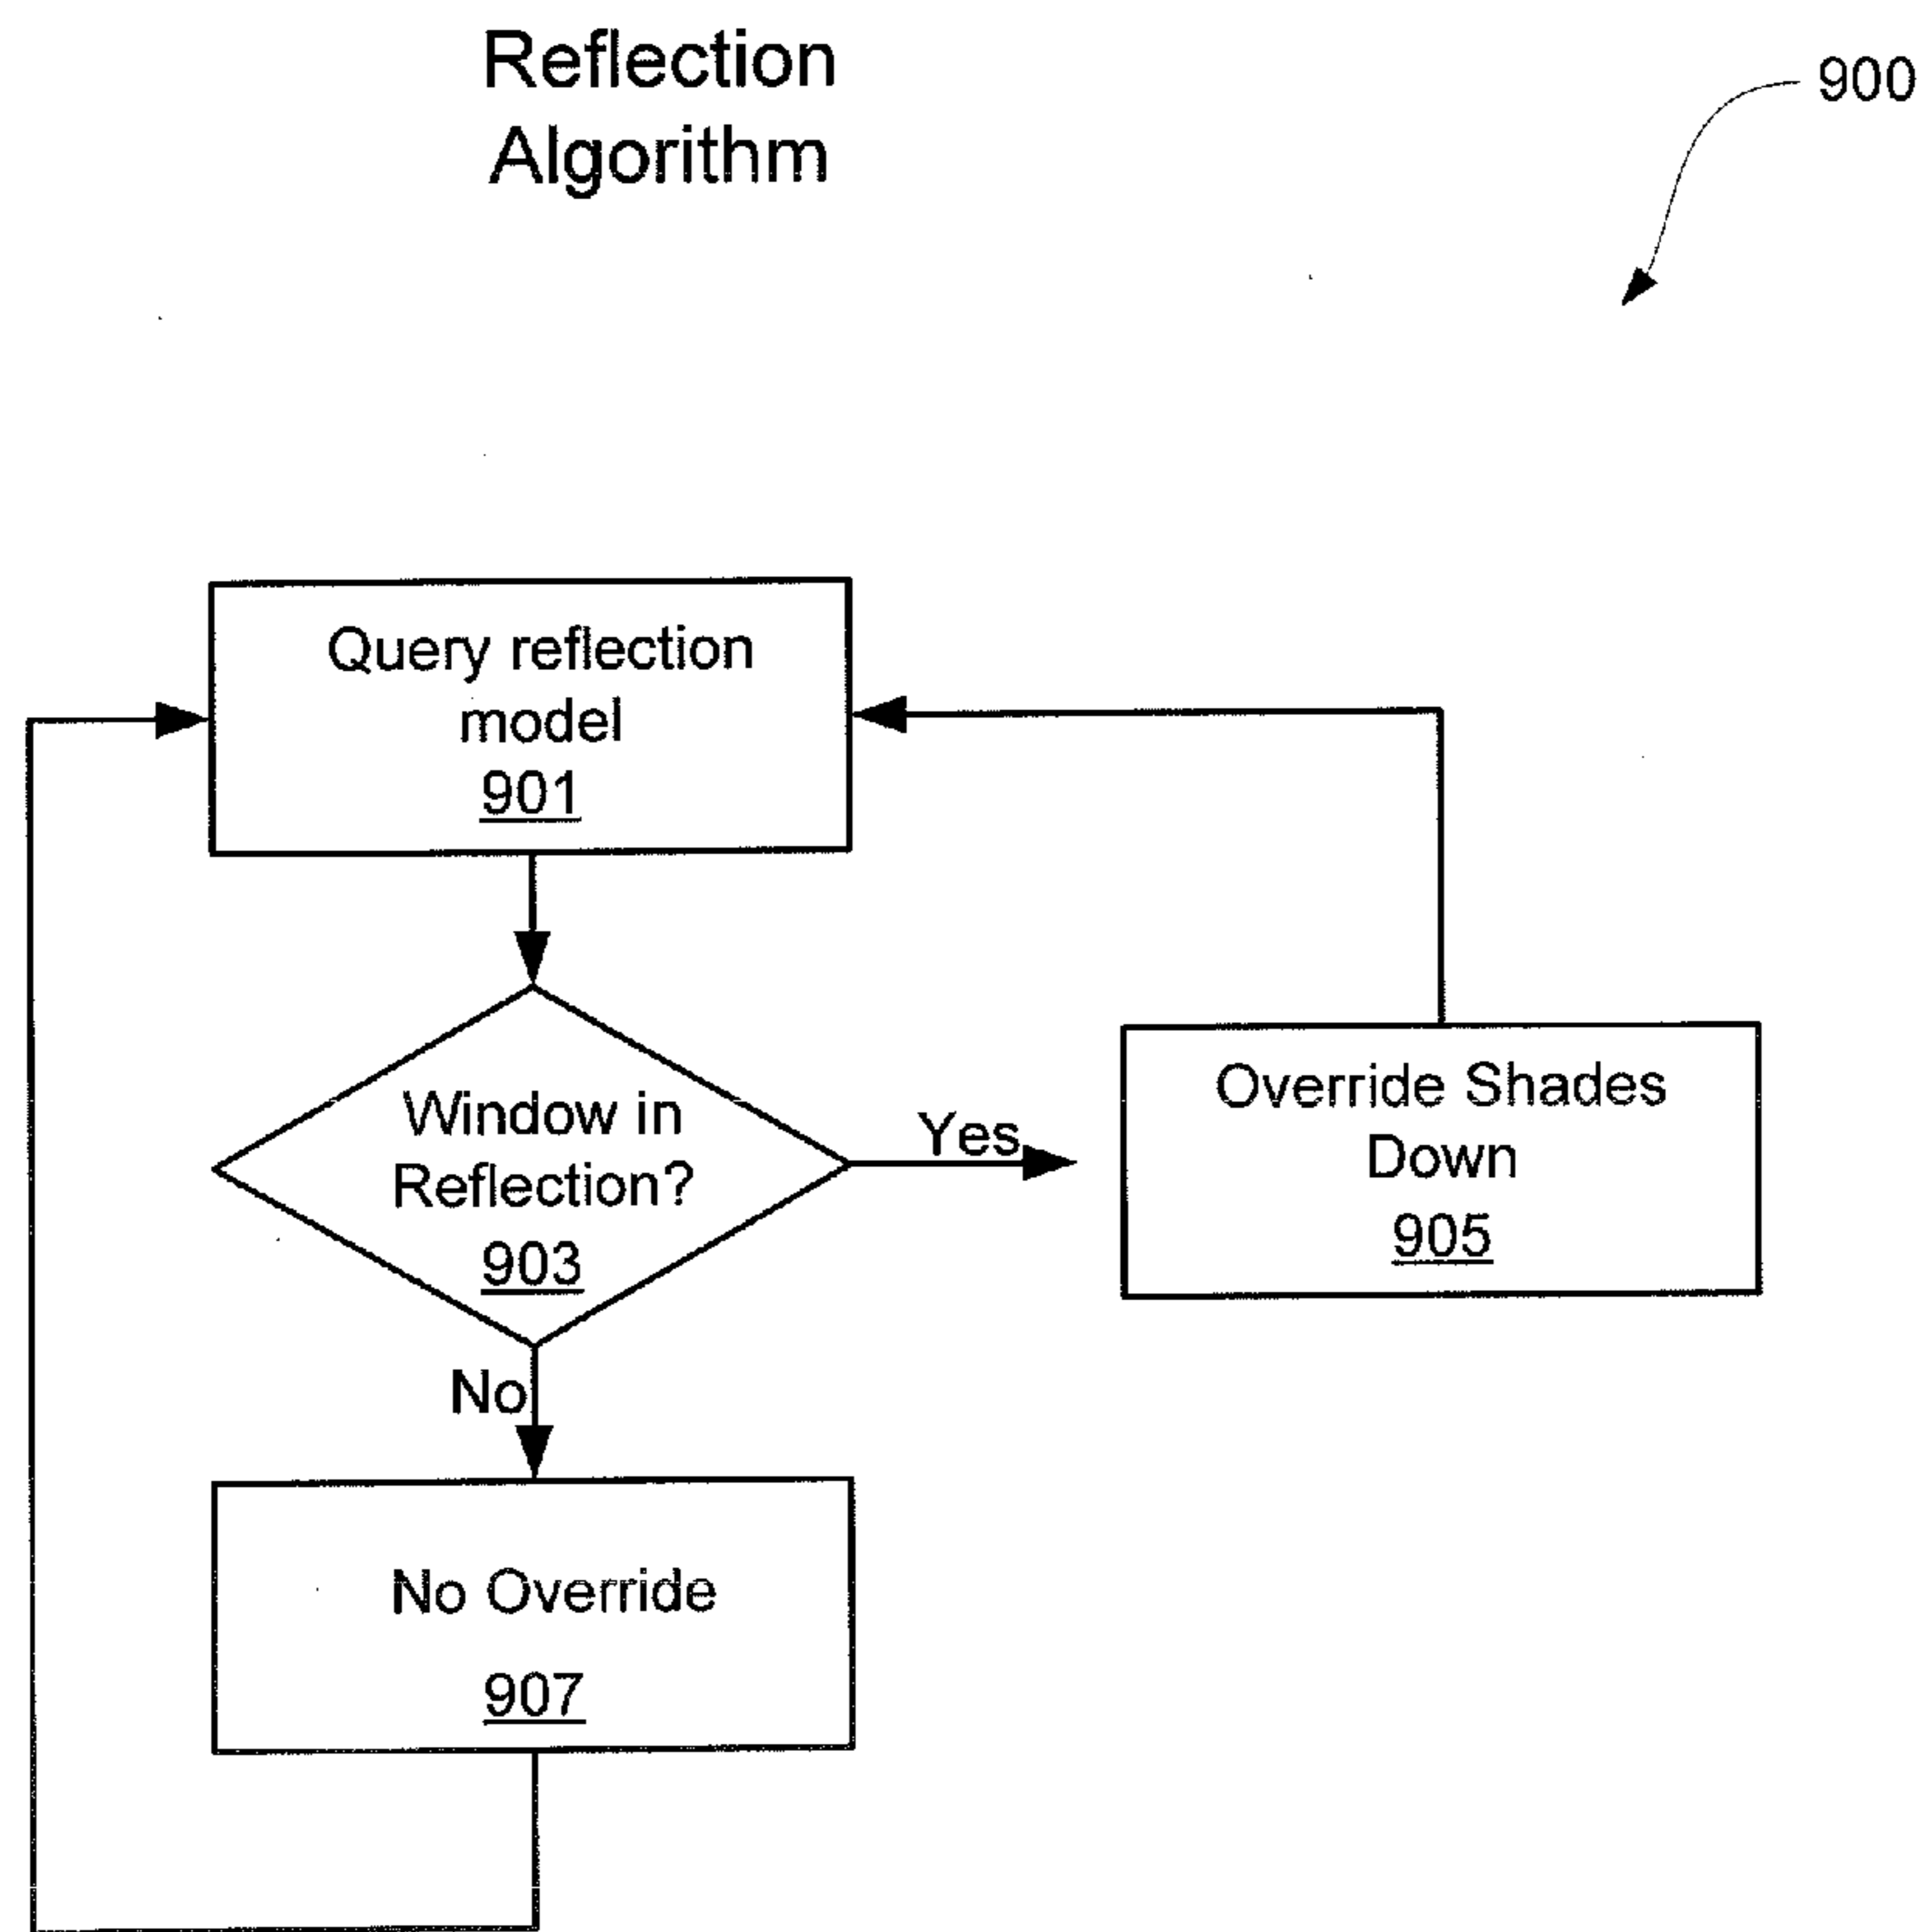 Reflection
Algorithm
900
Query reflection
model
901
Window in
Reflection?
903
Yes
Override Shades
Down
905
No
No Override
907